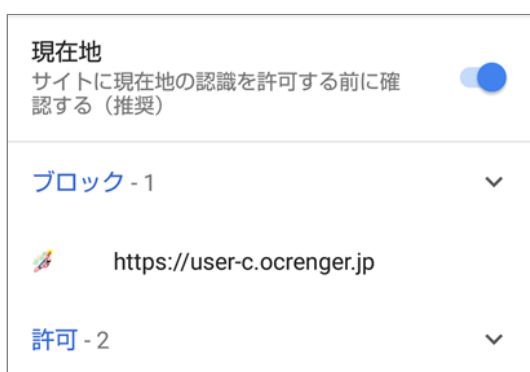 現在地
サイトに現在地の認識を許可する前に確
認する（推奨）
ブロック - 1
https://user-c.ocrenger.jp
許可 - 2